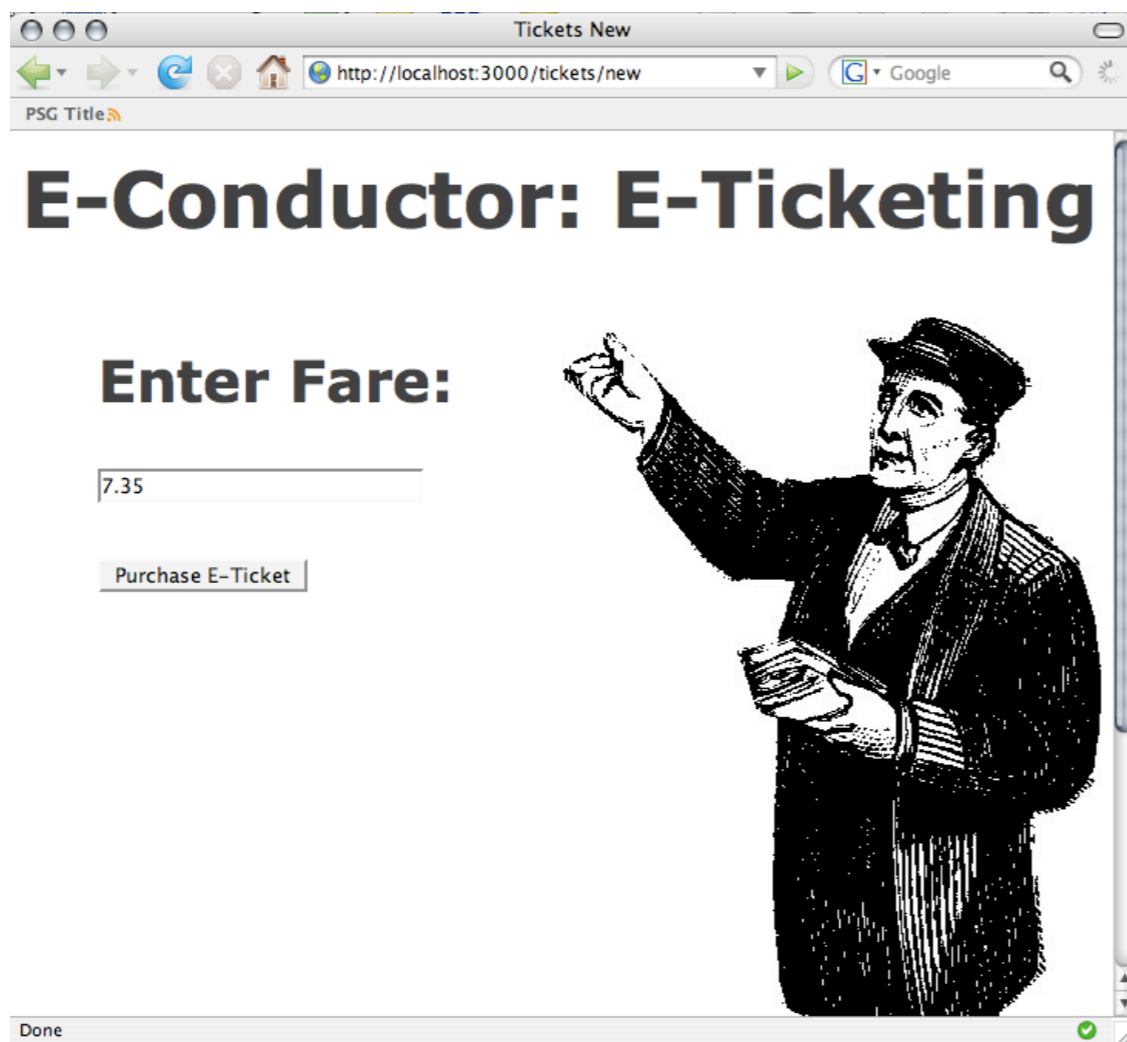 Tickets New
http://localhost:3000/tickets/new
G Google
PSG Title
E-Conductor: E-Ticketing
Enter Fare:
7.35
Purchase E-Ticket
Done